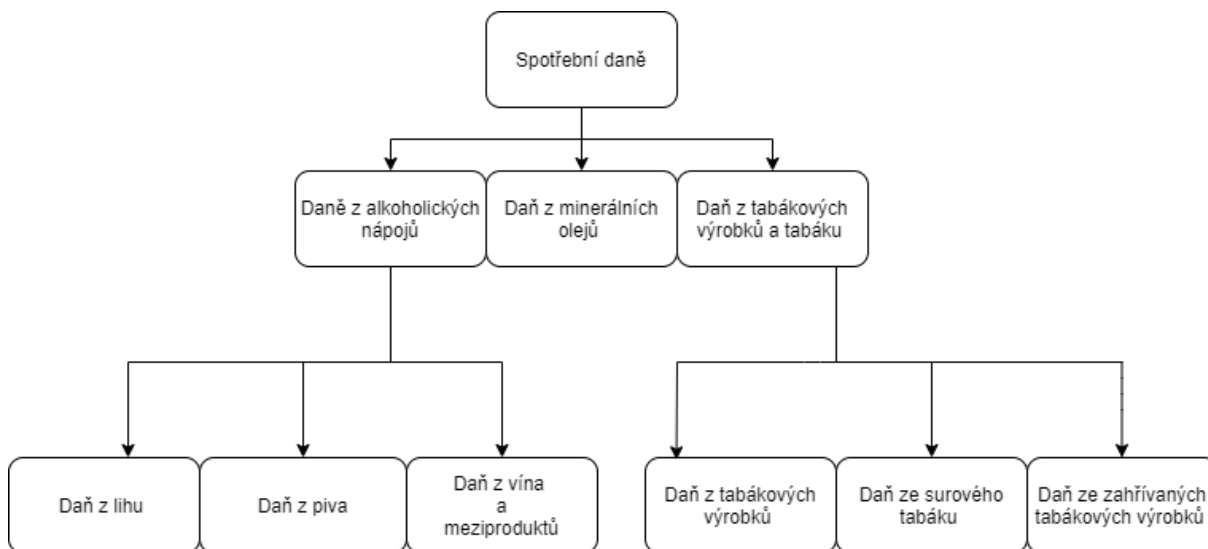 Spotřební daně
Daně z alkoholických
nápojů
Daň z minerálních
olejů
Daň z tabákových
výrobků a tabáku
Daň z lihu
Daň z piva
Daň z vína
a
meziproduktů
Daň z tabákových
výrobků
Daň ze surového
tabáku
Daň ze zahřívaných
tabákových výrobků